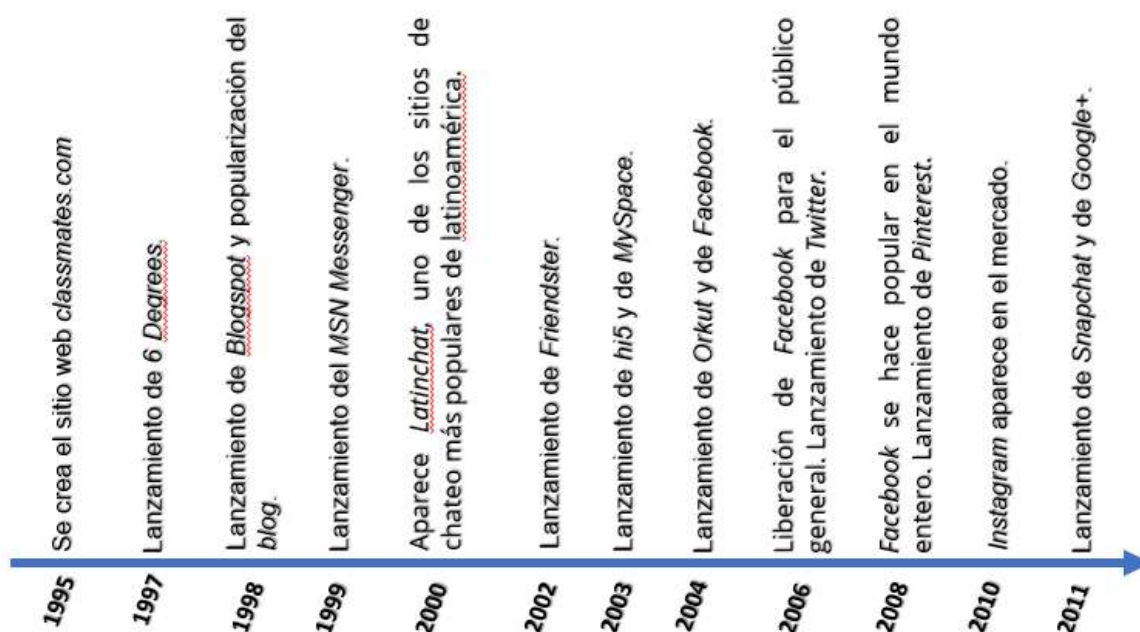 1995
Se crea el sitio web classmates.com
1997
Lanzamiento de 6 Degrees.
1998
Lanzamiento de Blogspot y popularización del
blog.
1999
Lanzamiento del MSN Messenger.
2000
Aparece Latinchat, uno de los sitios de
chateo más populares de latinoamérica.
2002
Lanzamiento de Friendster.
2003
Lanzamiento de hi5 y de MySpace.
2004
Lanzamiento de Orkut y de Facebook.
2006
Liberación de Facebook para el público
general. Lanzamiento de Twitter.
2008
Facebook se hace popular en el mundo
entero. Lanzamiento de Pinterest.
2010
Instagram aparece en el mercado.
2011
Lanzamiento de Snapchat y de Google+.